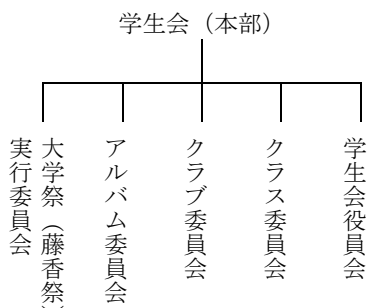 学生会（本部）
学生会役員会
クラス委員会
クラブ委員会
アルバム委員会
大学祭（藤香祭）
実行委員会